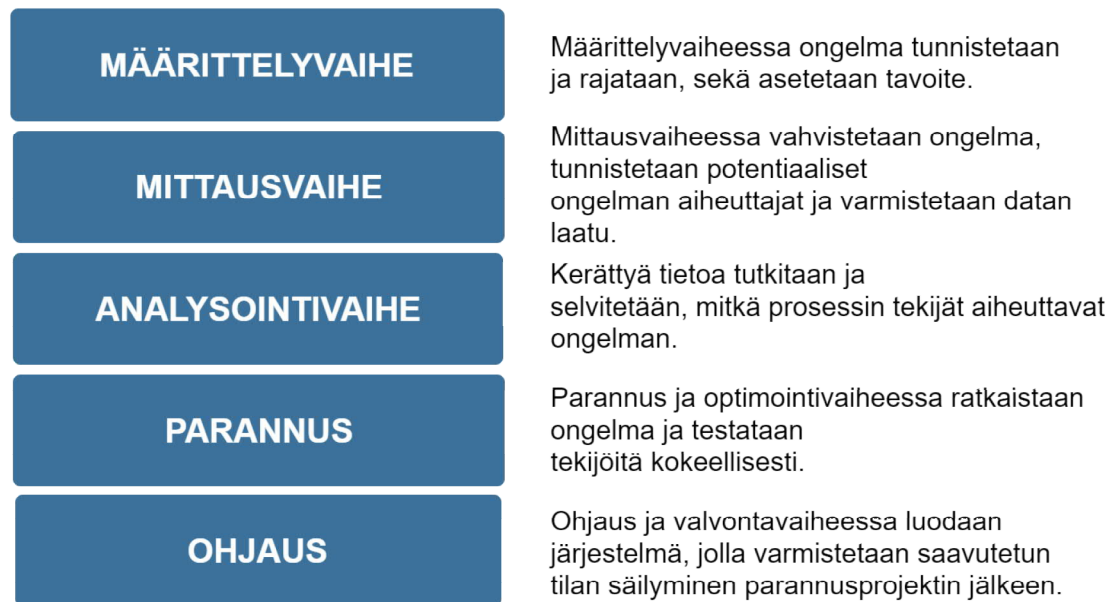 MÄÄRITTELYVAIHE
Määrittelyvaiheessa ongelma tunnistetaan
ja rajataan, sekä asetetaan tavoite.
MITTAUSVAIHE
Mittausvaiheessa vahvistetaan ongelma,
tunnistetaan potentiaaliset
ongelman aiheuttajat ja varmistetaan datan
laatu.
ANALYSOINTIVAIHE
Kerättyä tietoa tutkitaan ja
selvitetään, mitkä prosessin tekijät aiheuttavat
ongelman.
PARANNUS
Parannus ja optimointivaiheessa ratkaistaan
ongelma ja testataan
tekijöitä kokeellisesti.
OHJAUS
Ohjaus ja valvontavaiheessa luodaan
järjestelmä, jolla varmistetaan saavutetun
tilan säilyminen parannusprojektin jälkeen.